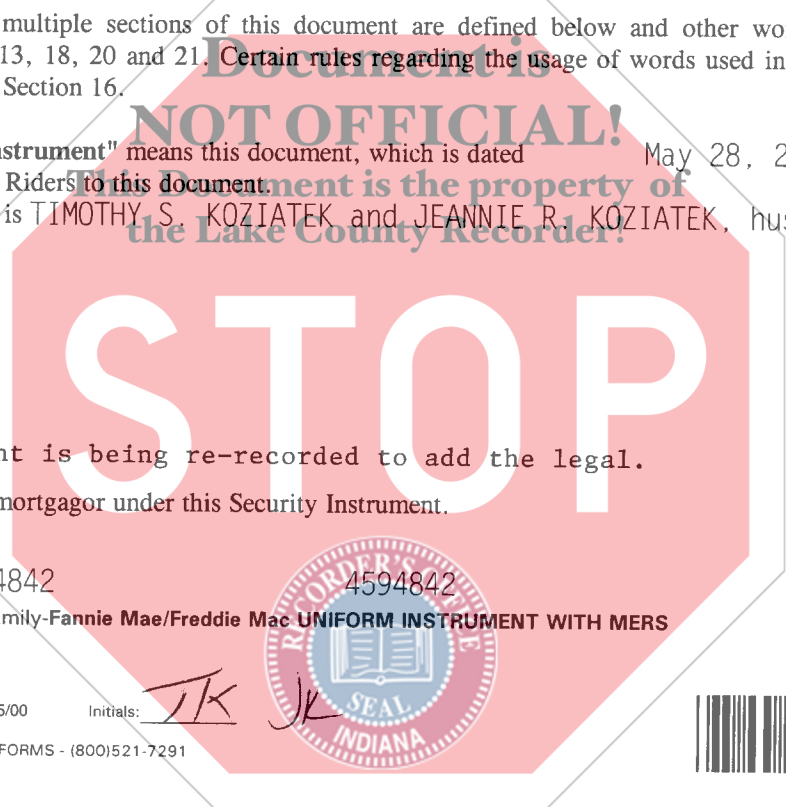 multiple sections of this document are defined below and other wo
13, 18, 20 and 21. Certain rules regarding the usage of words used in
Section 16.
Document is
NOT OFFICIAL!
strument" means this document, which is dated May 28, 2
Riders to this document.
This Document is the property of
is TIMOTHY S. KOZIATEK and JEANNIE R. KOZIATEK, hus
the Lake County Recorder!
STOP
nt is being re-recorded to add the legal.
mortgagor under this Security Instrument.
4842 4594842
mily-Fannie Mae/Freddie Mac UNIFORM INSTRUMENT WITH MERS
RECORDER'S OFFICE
SEAL
INDIANA
5/00 Initials: TK JK
FORMS - (800)521-7291